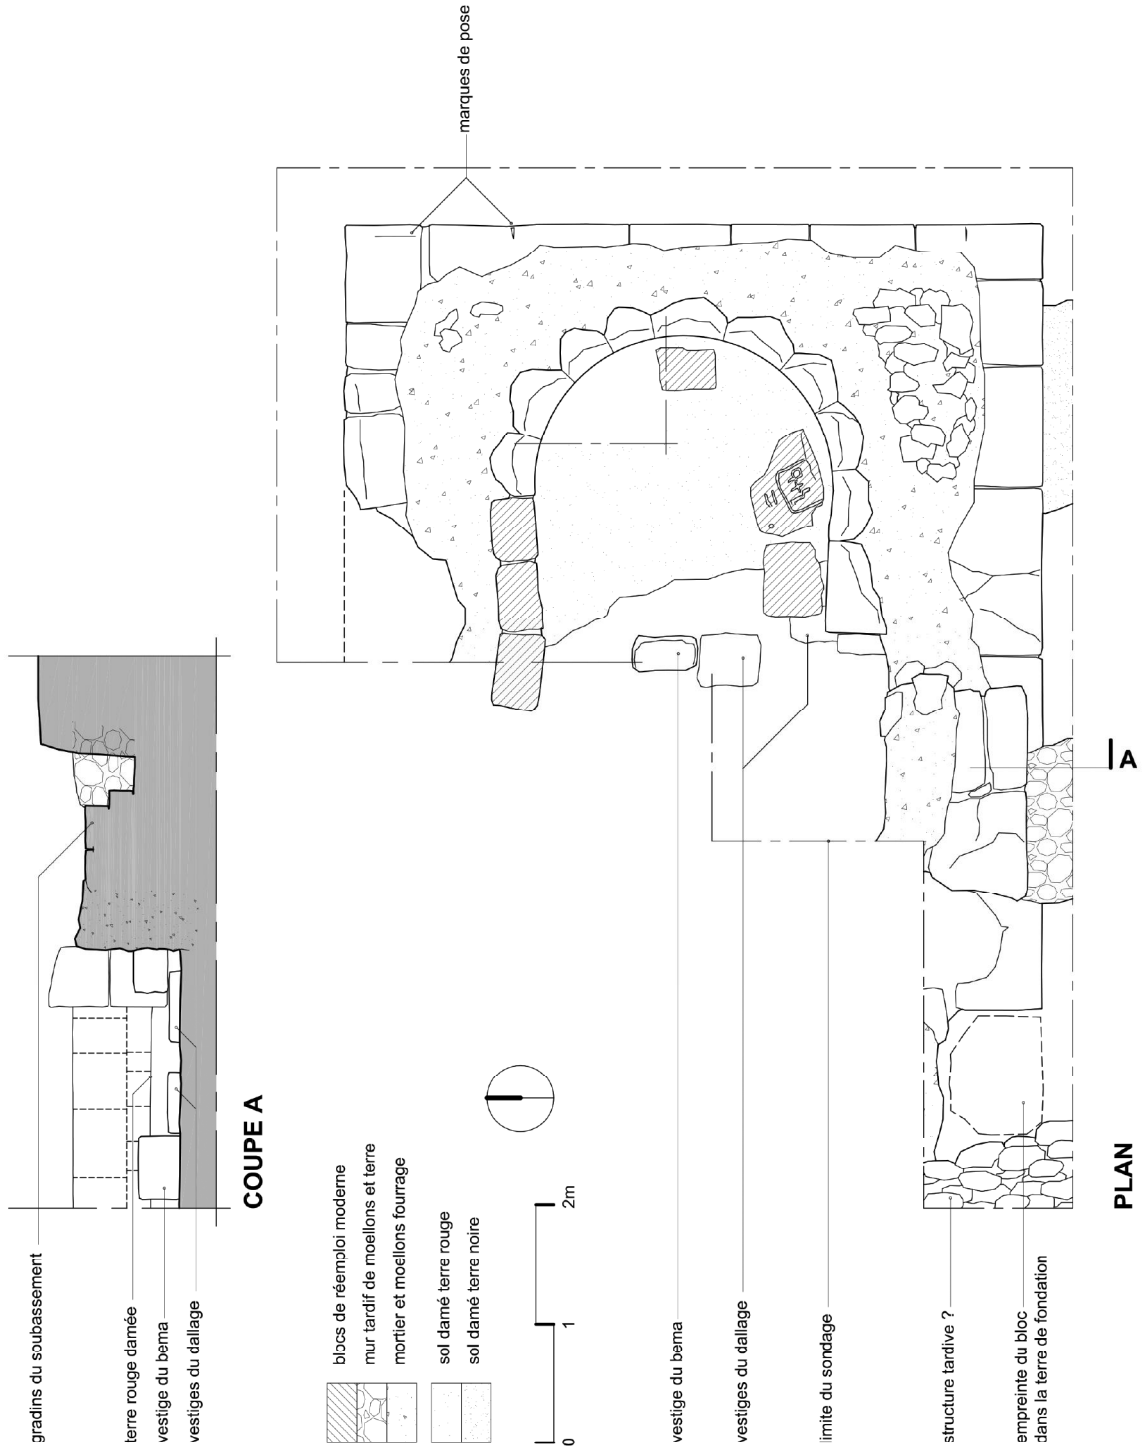 marques de pose
gradins du soubassement
terre rouge damée
vestige du bema
vestiges du dallage
COUPE A
blocs de réemploi moderne
mur tardif de moellons et terre
mortier et moellons fourrage
sol damé terre rouge
sol damé terre noire
0
1
2m
vestige du bema
vestiges du dallage
limite du sondage
structure tardive ?
empreinte du bloc
dans la terre de fondation
A
PLAN